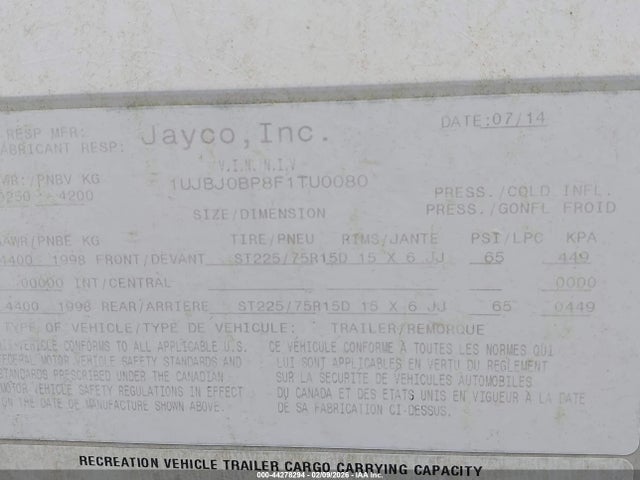 RESP MFR: Jayco, Inc. DATE: 07/14
FABRICANT RESP:
V.I.N. N.I.V
WR:/PNBV KG 1UJBJ0BP8F1TU0080
0250 4200 PRESS./COLD INFL.
SIZE/DIMENSION PRESS./GONFL FROID
AWR/PNBE KG TIRE/PNEU RIMS/JANTE PSI/LPC KPA
4400 1998 FRONT/DEVANT ST225/75R15D 15 X 6 JJ 65 449
00000 INT/CENTRAL 0000
4400 1998 REAR/ARRIERE ST225/75R15D 15 X 6 JJ 65 0449
TYPE OF VEHICLE/TYPE DE VEHICULE: TRAILER/REMORQUE
VEHICLE CONFORMS TO ALL APPLICABLE U.S.
FEDERAL MOTOR VEHICLE SAFETY STANDARDS AND
STANDARDS PRESCRIBED UNDER THE CANADIAN
MOTOR VEHICLE SAFETY REGULATIONS IN EFFECT
ON THE DATE OF MANUFACTURE SHOWN ABOVE.
CE VÉHICULE CONFORME À TOUTES LES NORMES QUI
LUI SONT APPLICABLES EN VERTU DU RÈGLEMENT
SUR LA SECURITE DE VÉHICULES AUTOMOBILES
DU CANADA ET DES ETATS UNIS EN VIGUEUR A LA DATE
DE SA FABRICATION CI-DESSUS.
RECREATION VEHICLE TRAILER CARGO CARRYING CAPACITY
000-44278294 - 02/09/2026 - IAAI.COM